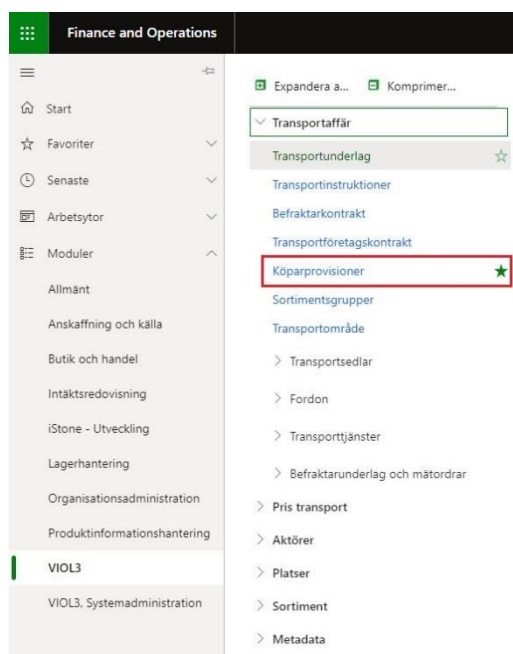 Finance and Operations
Expandera a... Komprimer...
Start
Favoriter
Senaste
Arbetsytor
Moduler
Allmänt
Anskaffning och källa
Butik och handel
Intäktsredovisning
iStone - Utveckling
Lagerhantering
Organisationsadministration
Produktinformationshantering
VIOL3
VIOL3, Systemadministration
Transportaffär
Transportunderlag
Transportinstruktioner
Befraktarkontrakt
Transportföretagskontrakt
Köparprovisioner
Sortimentsgrupper
Transportområde
Transportsedlar
Fordon
Transporttjänster
Befraktarunderlag och mätordrar
Pris transport
Aktörer
Platser
Sortiment
Metadata